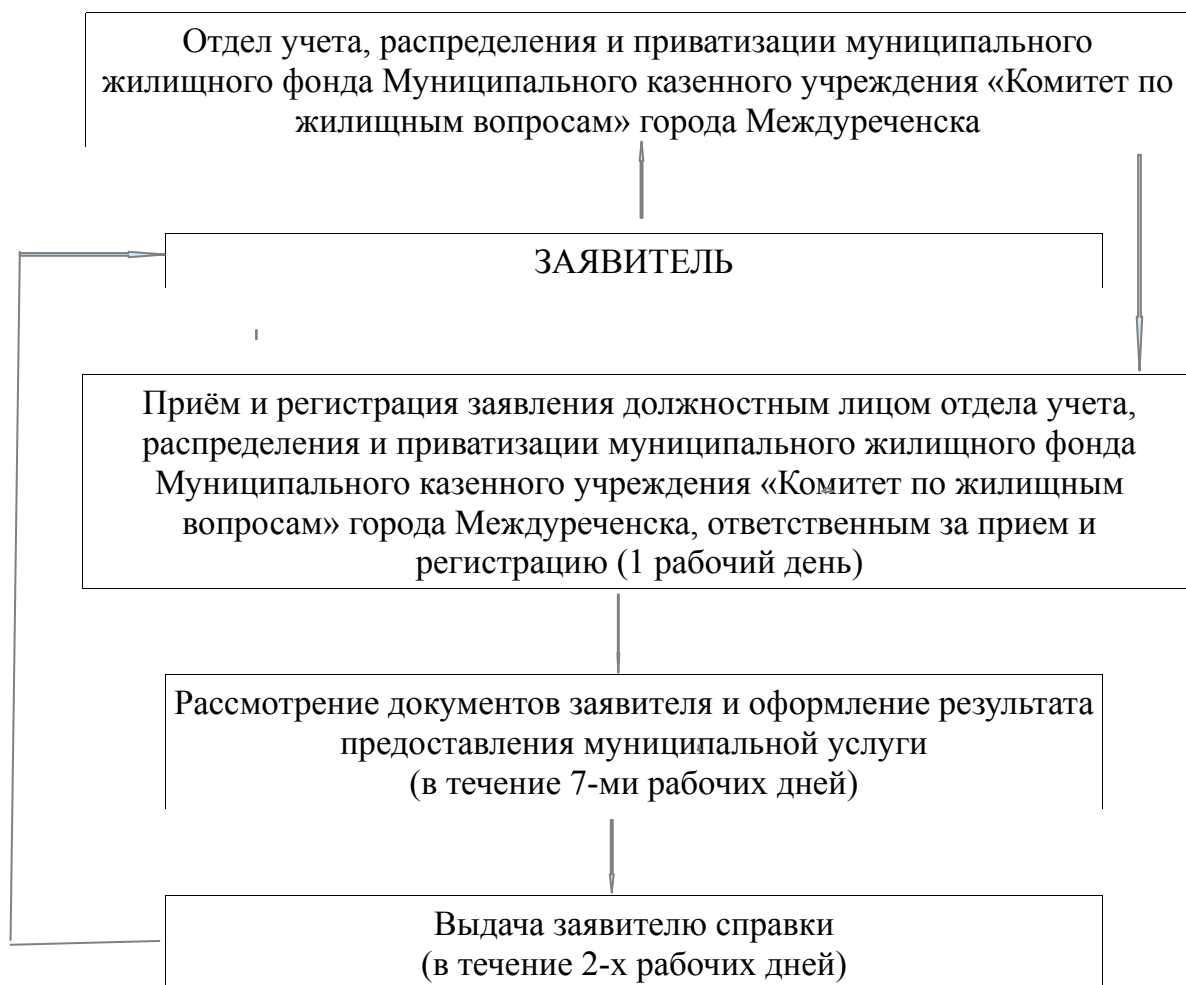 Отдел учета, распределения и приватизации муниципального
жилищного фонда Муниципального казенного учреждения «Комитет по
жилищным вопросам» города Междуреченска
ЗАЯВИТЕЛЬ
Приём и регистрация заявления должностным лицом отдела учета,
распределения и приватизации муниципального жилищного фонда
Муниципального казенного учреждения «Комитет по жилищным
вопросам» города Междуреченска, ответственным за прием и
регистрацию (1 рабочий день)
Рассмотрение документов заявителя и оформление результата
предоставления муниципальной услуги
(в течение 7-ми рабочих дней)
Выдача заявителю справки
(в течение 2-х рабочих дней)